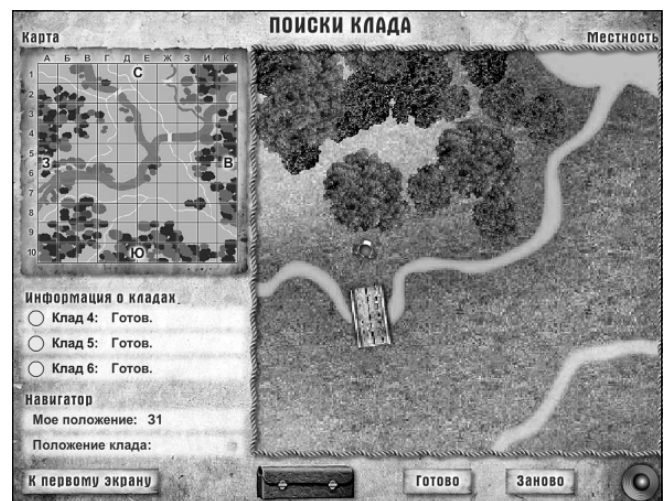 ПОИСКИ КЛАДА
Карта
Местность
А Б В Г Д Е Ж З И К
С
1
2
3
4
5
6
7
8
9
10
З
В
Ю
Информация о кладах
Клад 4: Готов.
Клад 5: Готов.
Клад 6: Готов.
Навигатор
Мое положение: З1
Положение клада:
К первому экрану
Готово
Заново